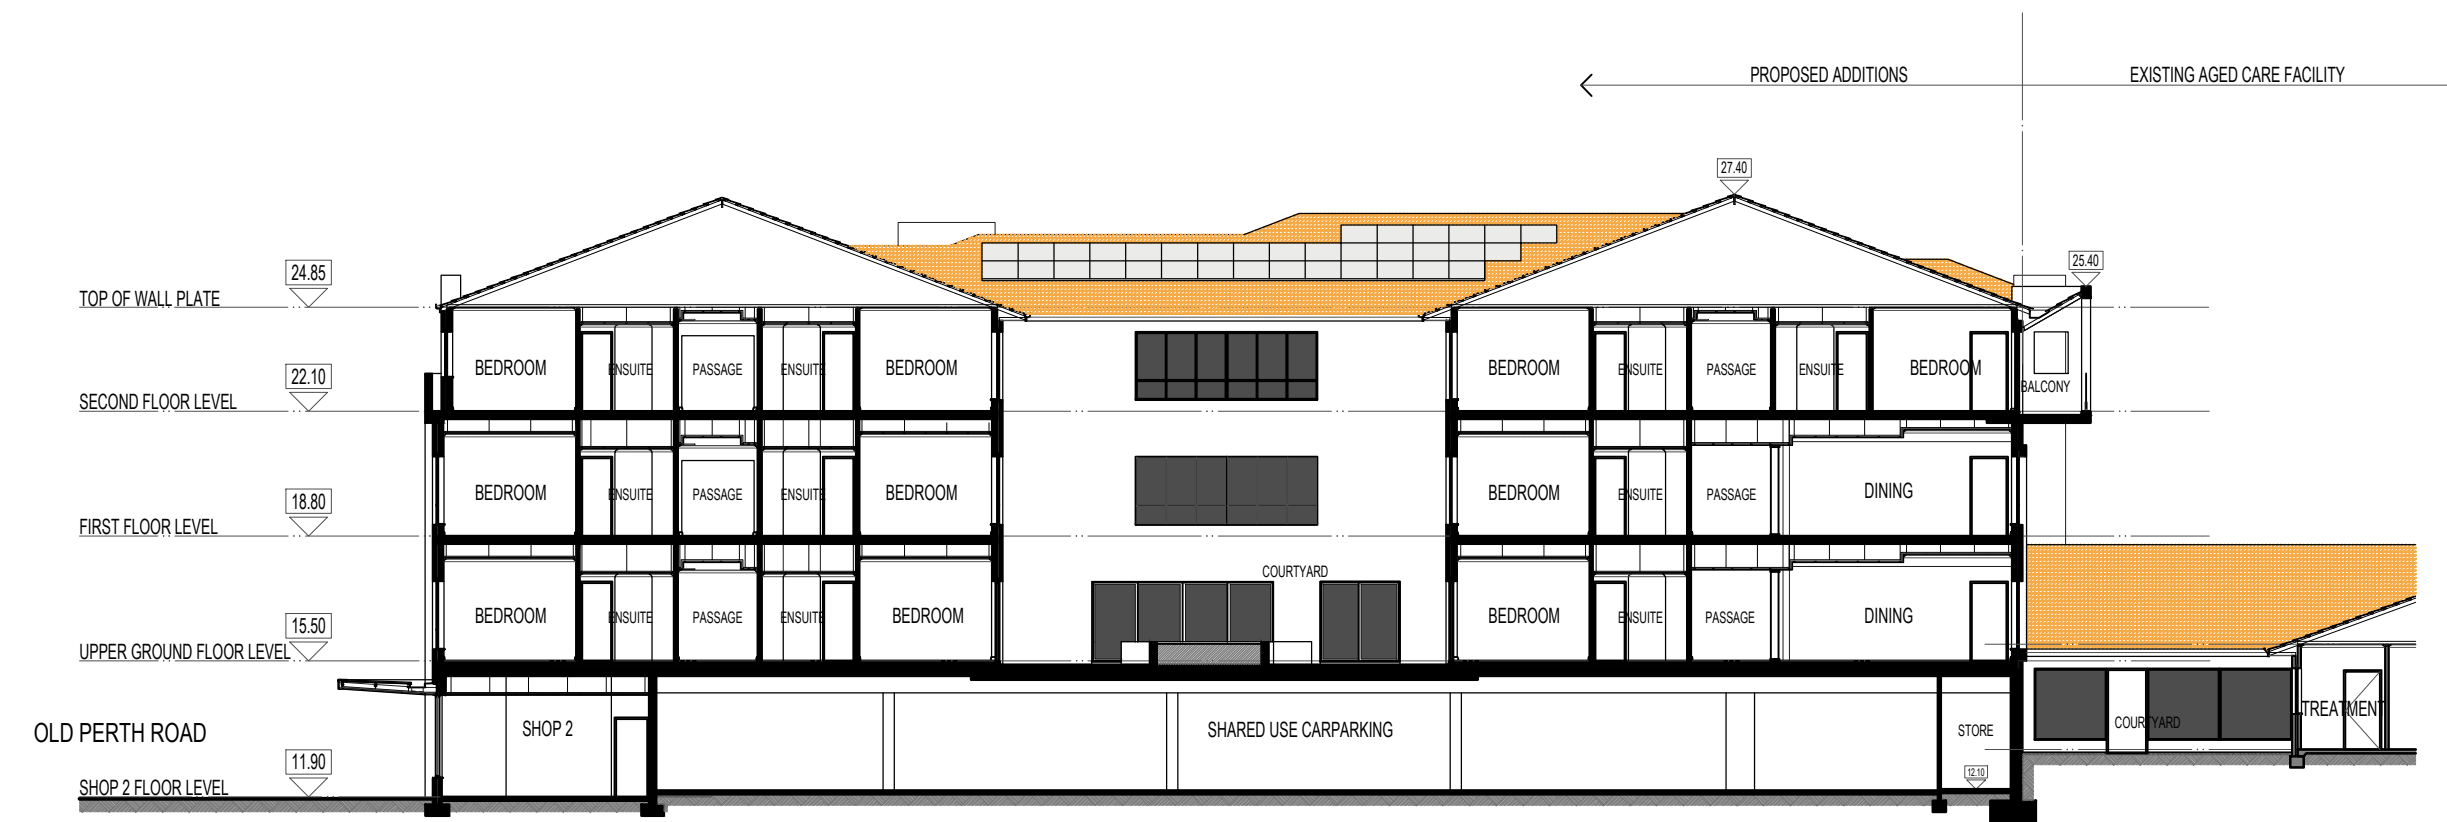 PROPOSED ADDITIONS
EXISTING AGED CARE FACILITY
27.40
25.40
24.85
TOP OF WALL PLATE
22.10
SECOND FLOOR LEVEL
BEDROOM
ENSUITE
PASSAGE
ENSUITE
BEDROOM
BEDROOM
ENSUITE
PASSAGE
ENSUITE
BEDROOM
BALCONY
18.80
FIRST FLOOR LEVEL
BEDROOM
ENSUITE
PASSAGE
ENSUITE
BEDROOM
BEDROOM
ENSUITE
PASSAGE
DINING
COURTYARD
15.50
UPPER GROUND FLOOR LEVEL
BEDROOM
ENSUITE
PASSAGE
ENSUITE
BEDROOM
BEDROOM
ENSUITE
PASSAGE
DINING
OLD PERTH ROAD
SHOP 2
SHARED USE CARPARKING
STORE
COURTYARD
TREATMENT
11.90
SHOP 2 FLOOR LEVEL
12.10